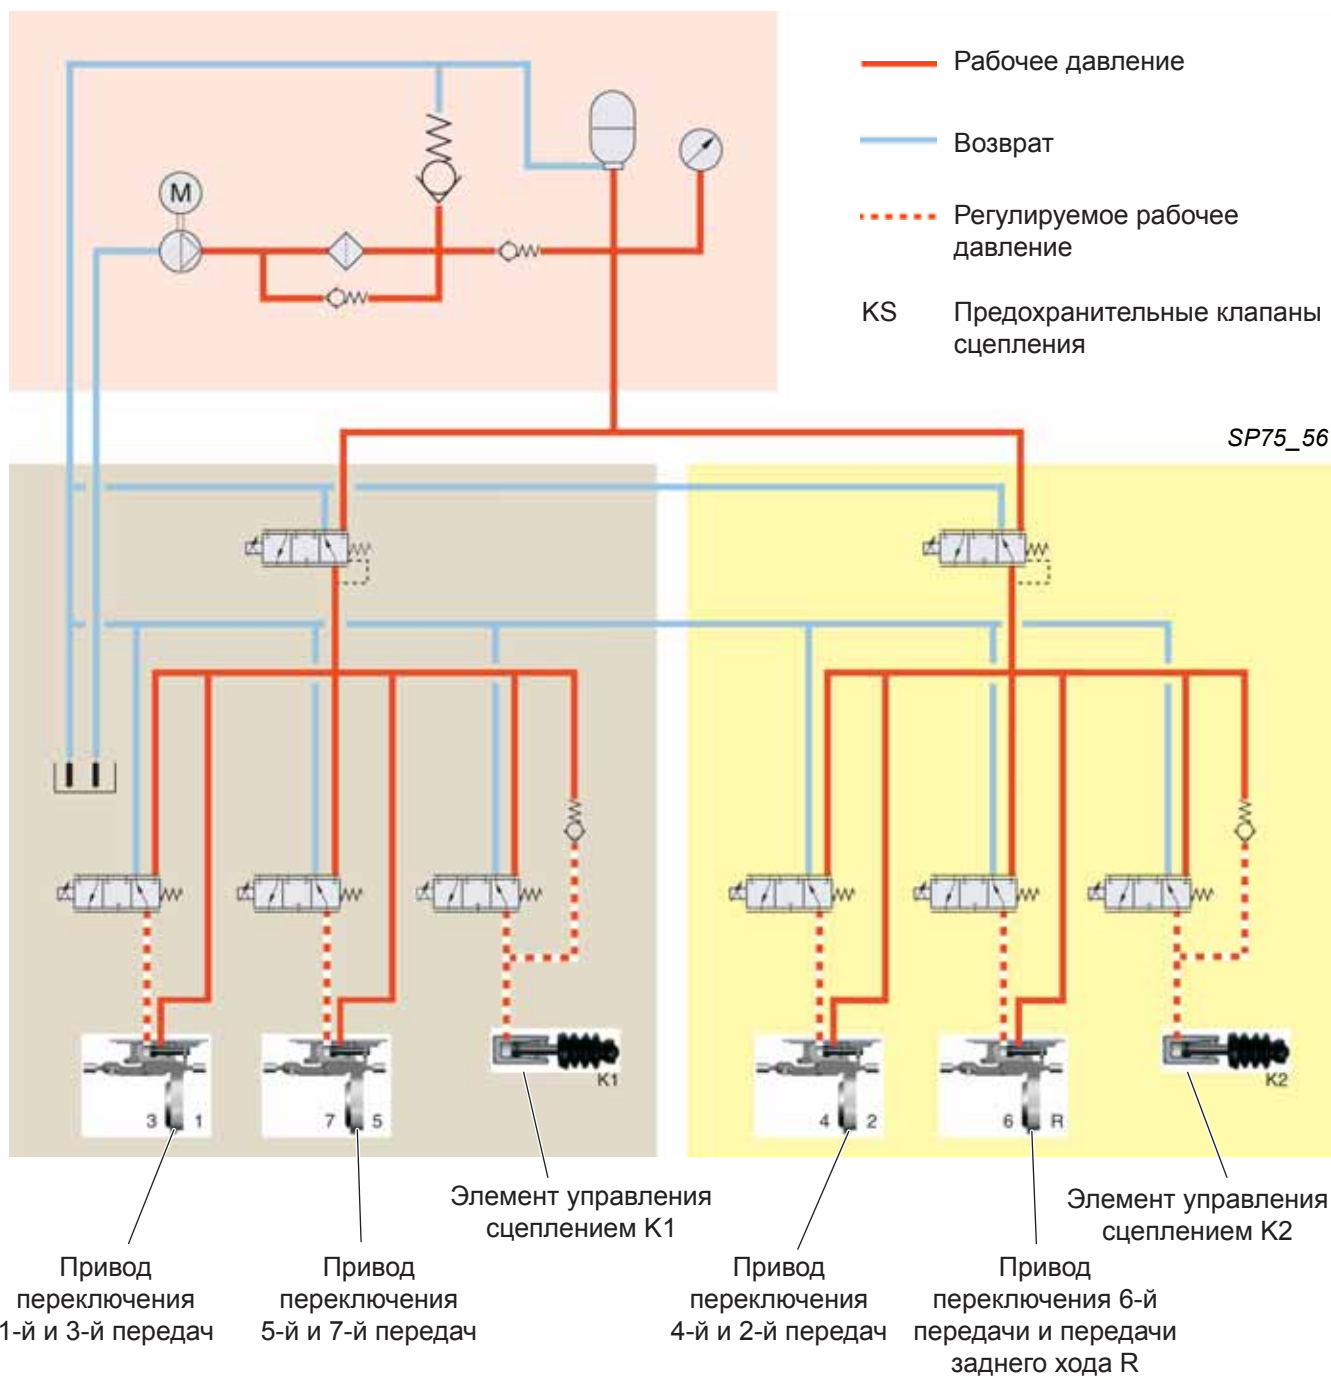 Рабочее давление
Возврат
Регулируемое рабочее
давление
KS Предохранительные клапаны
сцепления
SP75_56
M
3 1
7 5
K1
4 2
6 R
K2
Элемент управления
сцеплением K1
Элемент управления
сцеплением K2
Привод
переключения
1-й и 3-й передач
Привод
переключения
5-й и 7-й передач
Привод
переключения
4-й и 2-й передач
Привод
переключения 6-й
передачи и передачи
заднего хода R